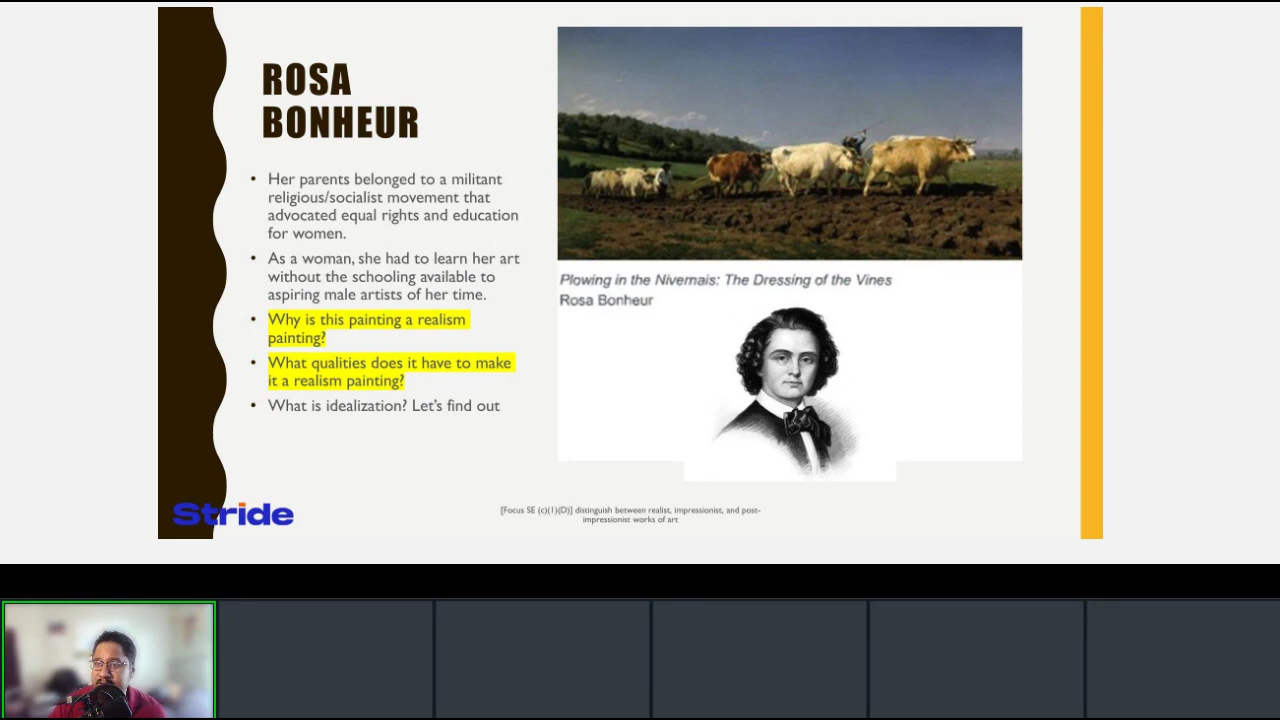 ROSA
BONHEUR
• Her parents belonged to a militant
religious/socialist movement that
advocated equal rights and education
for women.
• As a woman, she had to learn her art
without the schooling available to
aspiring male artists of her time.
• Why is this painting a realism
painting?
• What qualities does it have to make
it a realism painting?
• What is idealization? Let's find out
Plowing in the Nivernais: The Dressing of the Vines
Rosa Bonheur
Stride
[Focus SE (c)(1)(D)] distinguish between realist, impressionist, and post-
impressionist works of art